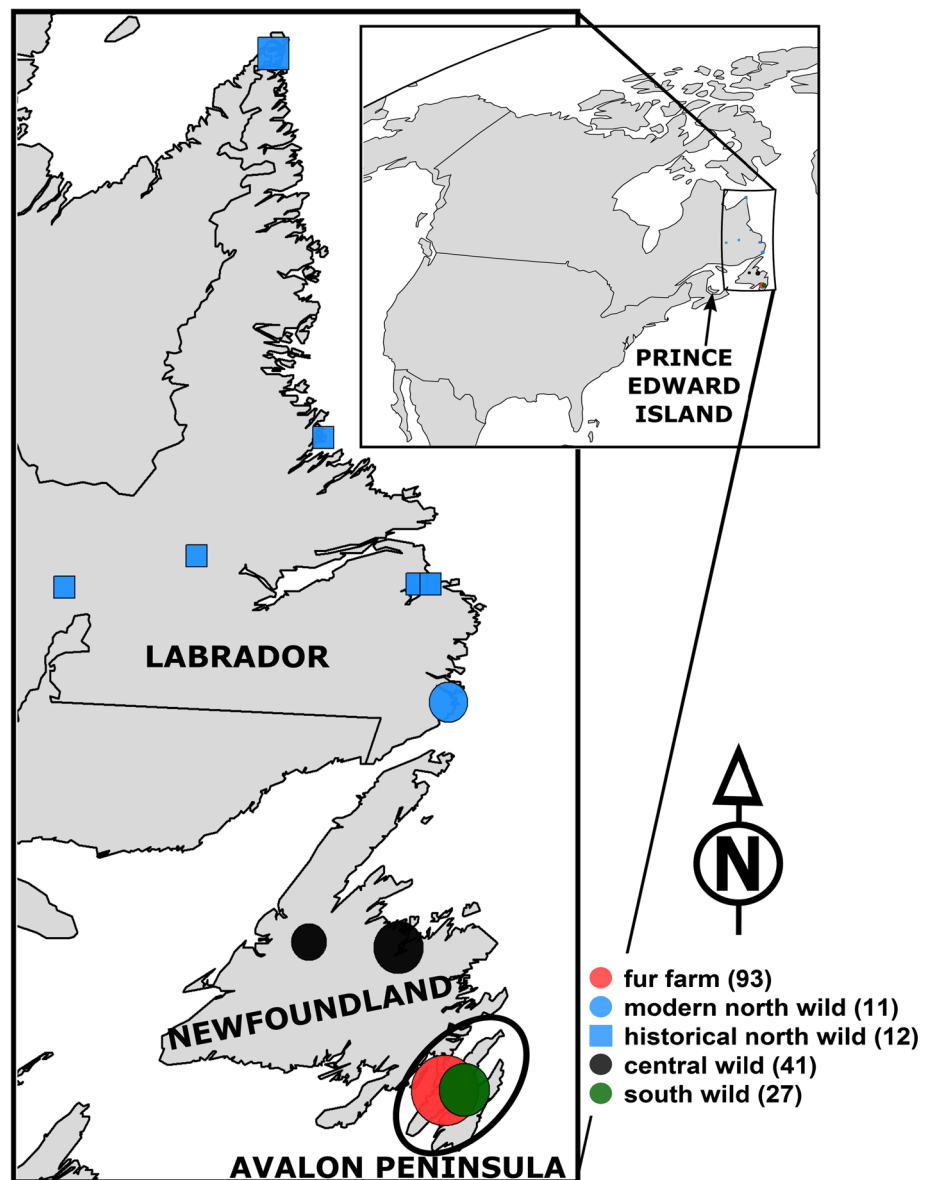 PRINCE
EDWARD
ISLAND
LABRADOR
N
NEWFOUNDLAND
fur farm (93)
modern north wild (11)
historical north wild (12)
central wild (41)
south wild (27)
AVALON PENINSULA